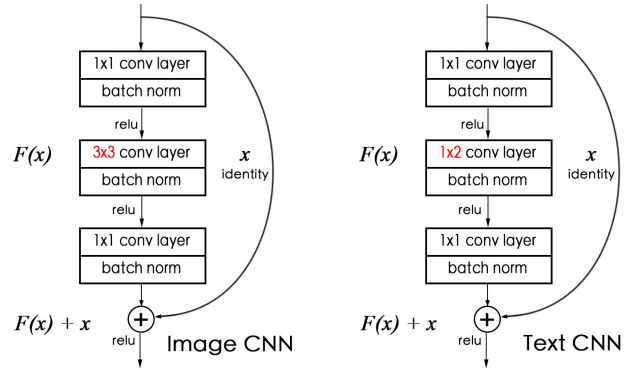 1x1 conv layer
batch norm
relu
F(x)
3x3 conv layer
batch norm
x
identity
relu
1x1 conv layer
batch norm
F(x) + x
+
relu
Image CNN
1x1 conv layer
batch norm
relu
F(x)
1x2 conv layer
batch norm
x
identity
relu
1x1 conv layer
batch norm
F(x) + x
+
relu
Text CNN